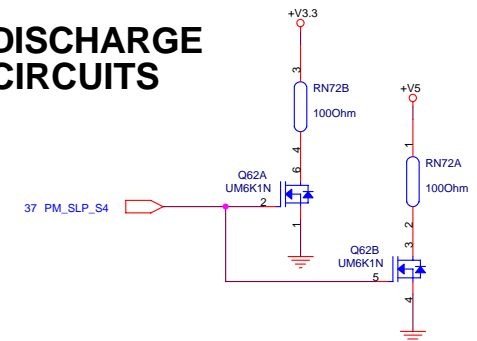 DISCHARGE
CIRCUITS
+V3.3
3
RN72B
100Ohm
4
+V5
1
RN72A
100Ohm
2
Q62A
UM6K1N
6
2
1
37 PM_SLP_S4
Q62B
UM6K1N
3
5
4